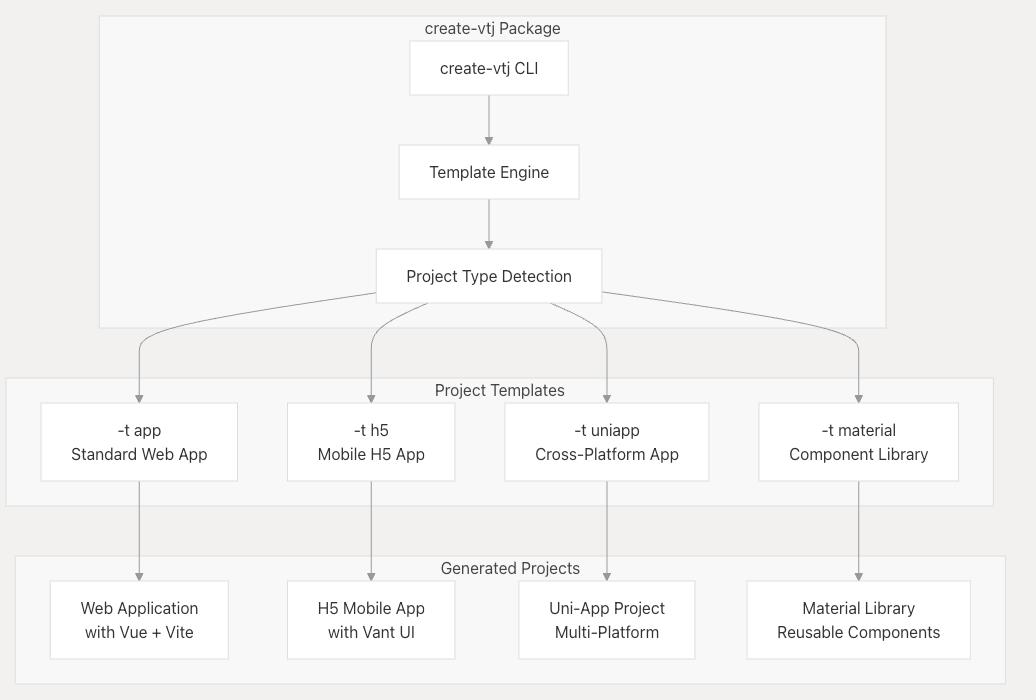 create-vtj Package
create-vtj CLI
Template Engine
Project Type Detection
Project Templates
-t app
Standard Web App
-t h5
Mobile H5 App
-t uniapp
Cross-Platform App
-t material
Component Library
Generated Projects
Web Application
with Vue + Vite
H5 Mobile App
with Vant UI
Uni-App Project
Multi-Platform
Material Library
Reusable Components